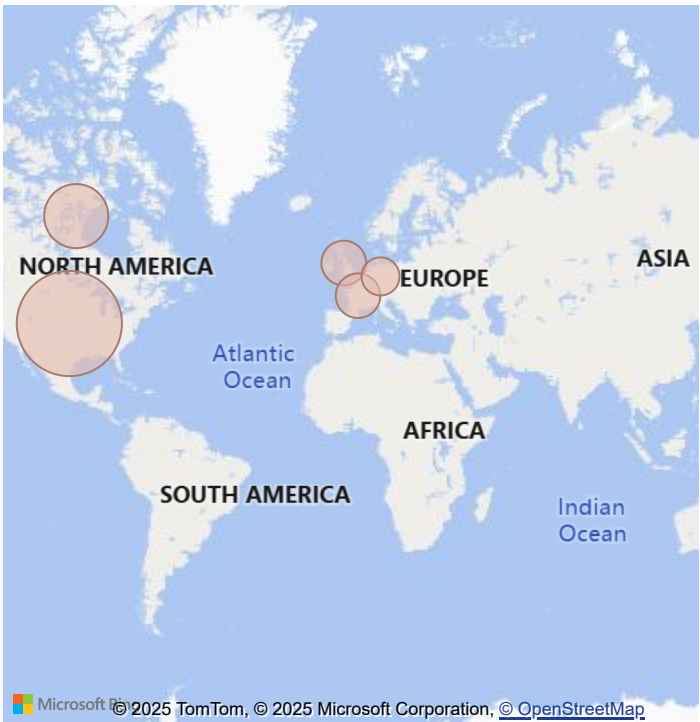 NORTH AMERICA
EUROPE
ASIA
Atlantic
Ocean
AFRICA
SOUTH AMERICA
Indian
Ocean
Microsoft Bing
© 2025 TomTom, © 2025 Microsoft Corporation, © OpenStreetMap